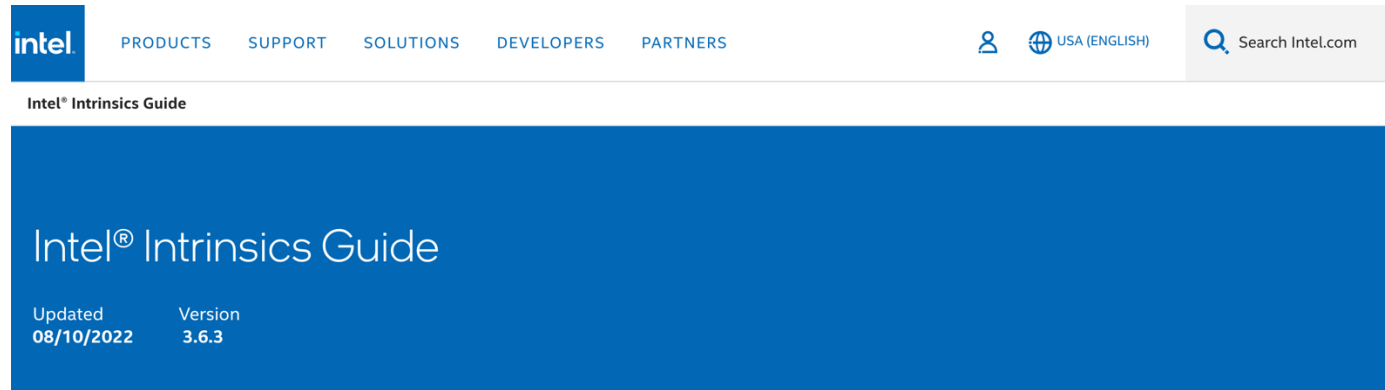 intel. PRODUCTS SUPPORT SOLUTIONS DEVELOPERS PARTNERS USA (ENGLISH) Search Intel.com
Intel® Intrinsics Guide
Intel® Intrinsics Guide
Updated Version
08/10/2022 3.6.3